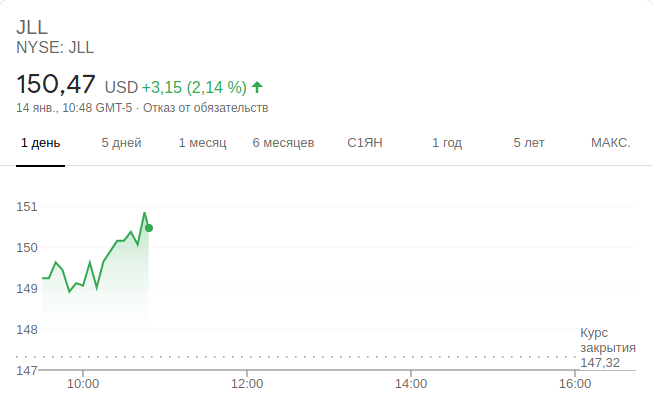 JLL
NYSE: JLL
150,47 USD +3,15 (2,14 %)
14 янв., 10:48 GMT-5 · Отказ от обязательств
1 день 5 дней 1 месяц 6 месяцев С1ЯН 1 год 5 лет МАКС.
151
150
149
148
Курс
закрытия
147,32
147
10:00 12:00 14:00 16:00